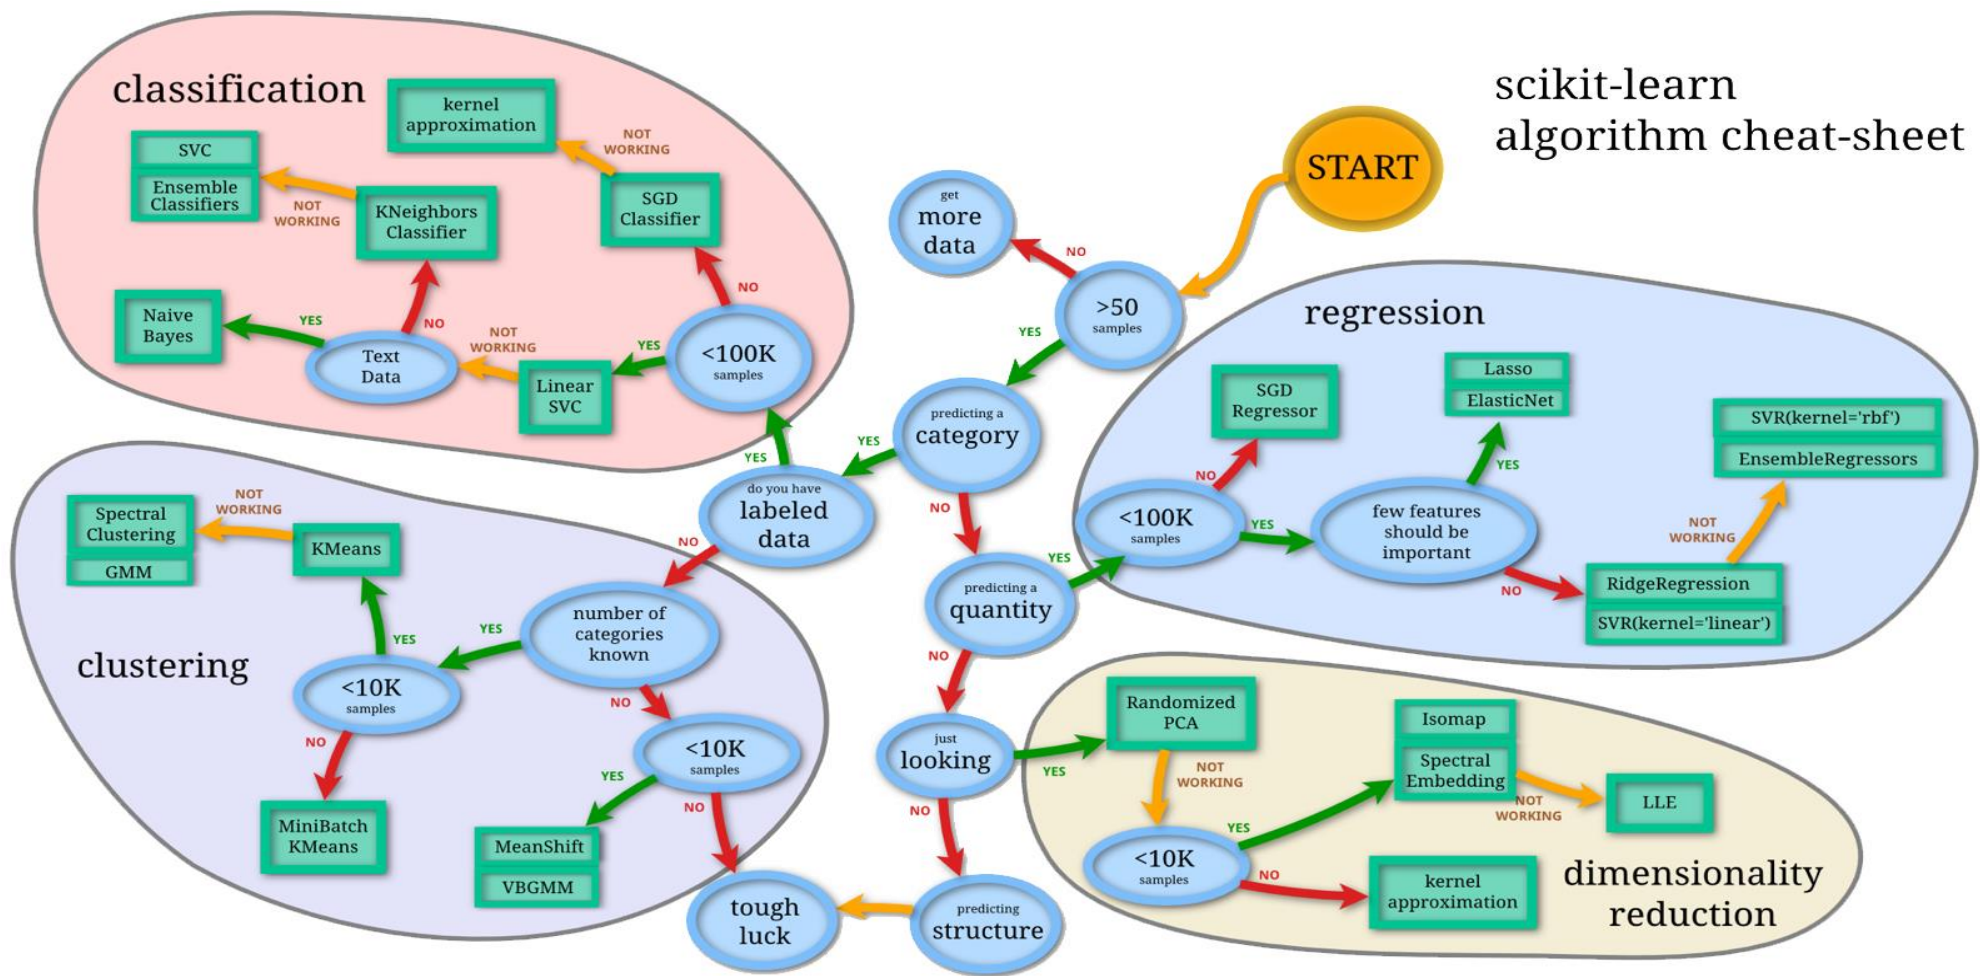 scikit-learn
algorithm cheat-sheet
START
get
more
data
NO
>50
samples
YES
predicting a
category
YES
NO
do you have
labeled
data
YES
NO
predicting a
quantity
YES
NO
just
looking
YES
NO
predicting
structure
tough
luck
classification
kernel
approximation
NOT
WORKING
SGD
Classifier
NO
<100K
samples
YES
Linear
SVC
NOT
WORKING
Text
Data
YES
Naive
Bayes
NO
KNeighbors
Classifier
NOT
WORKING
SVC
Ensemble
Classifiers
clustering
number of
categories
known
YES
NO
<10K
samples
YES
KMeans
NOT
WORKING
Spectral
Clustering
GMM
NO
MiniBatch
KMeans
<10K
samples
YES
MeanShift
VBGMM
NO
regression
<100K
samples
NO
SGD
Regressor
YES
few features
should be
important
YES
Lasso
ElasticNet
NO
RidgeRegression
SVR(kernel='linear')
NOT
WORKING
SVR(kernel='rbf')
EnsembleRegressors
dimensionality
reduction
Randomized
PCA
NOT
WORKING
<10K
samples
YES
Isomap
Spectral
Embedding
NOT
WORKING
LLE
NO
kernel
approximation